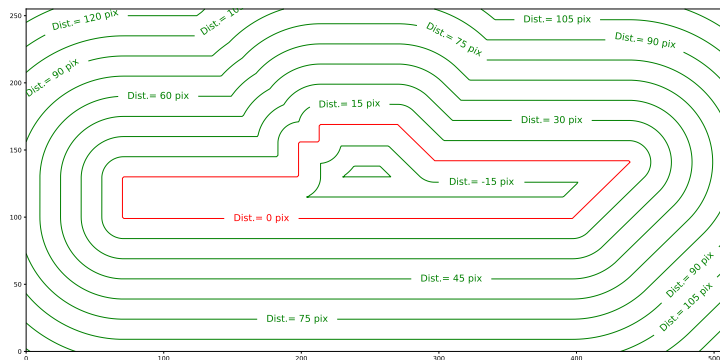 250
Dist.= 120 pix
Dist.= 105 pix
Dist.= 75 pix
Dist.= 90 pix
Dist.= 90 pix
200
Dist.= 60 pix
Dist.= 15 pix
Dist.= 30 pix
150
Dist.= -15 pix
100
Dist.= 0 pix
50
Dist.= 45 pix
Dist.= 90 pix
Dist.= 105 pix
Dist.= 75 pix
0
0 100 200 300 400 500